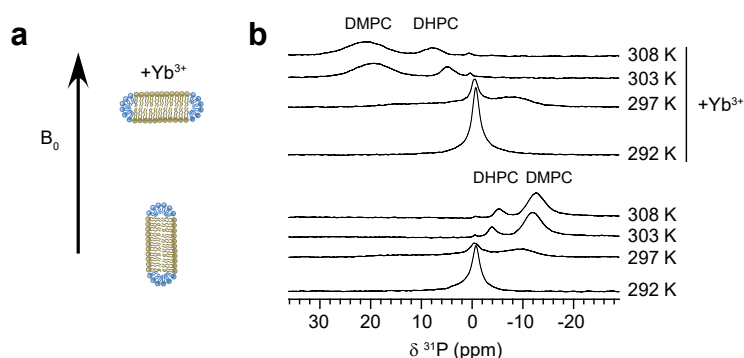 a
+Yb³⁺
B₀
b
DMPC DHPC
308 K
303 K
297 K
292 K
+Yb³⁺
DHPC DMPC
308 K
303 K
297 K
292 K
30 20 10 0 -10 -20
δ ³¹P (ppm)